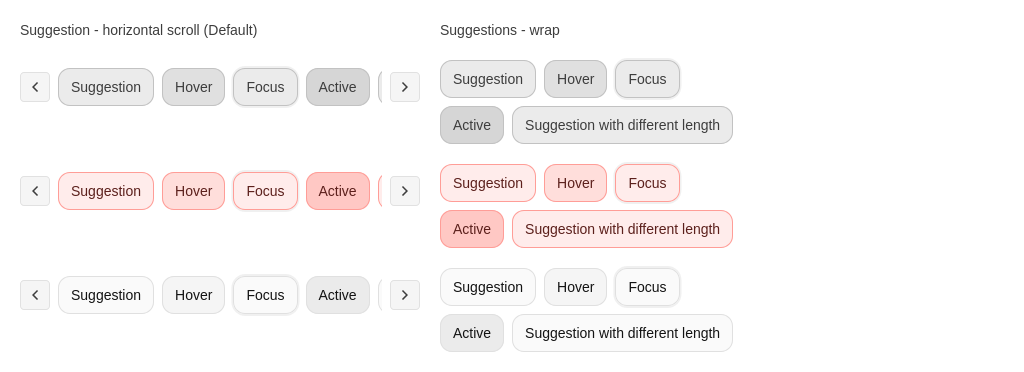 Suggestion - horizontal scroll (Default)
Suggestion Hover Focus Active
Suggestion Hover Focus Active
Suggestion Hover Focus Active
Suggestions - wrap
Suggestion Hover Focus
Active Suggestion with different length
Suggestion Hover Focus
Active Suggestion with different length
Suggestion Hover Focus
Active Suggestion with different length